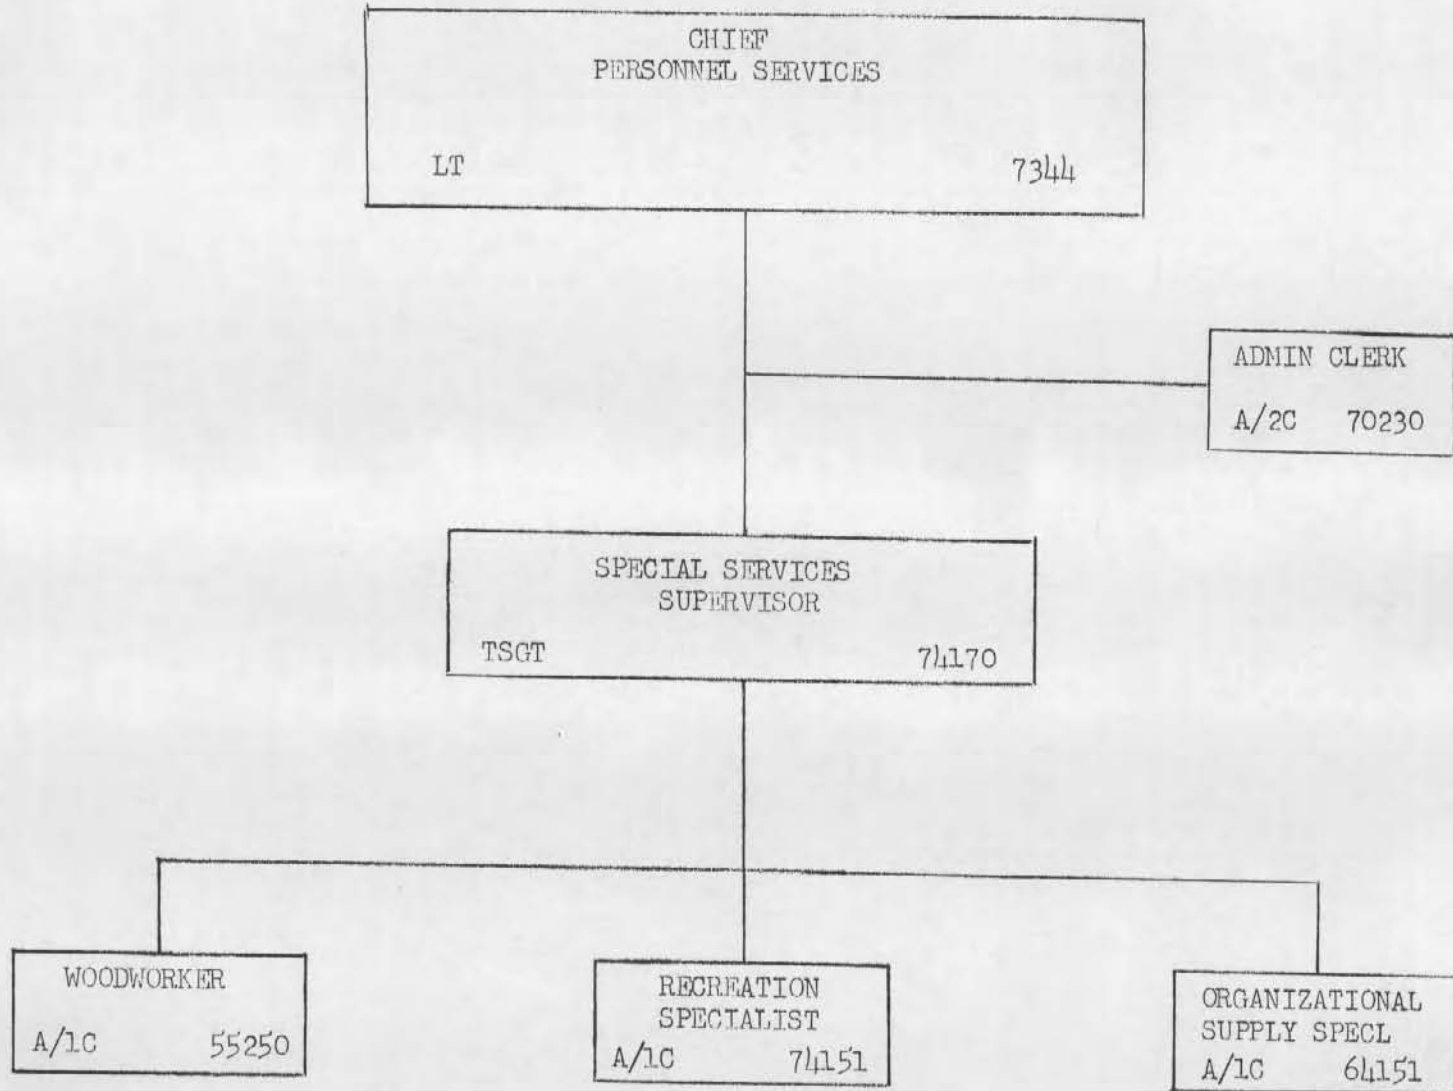 CHIEF
PERSONNEL SERVICES
LT 7344
ADMIN CLERK
A/2C 70230
SPECIAL SERVICES
SUPERVISOR
TSGT 74170
WOODWORKER
A/1C 55250
RECREATION
SPECIALIST
A/1C 74151
ORGANIZATIONAL
SUPPLY SPECL
A/1C 64151